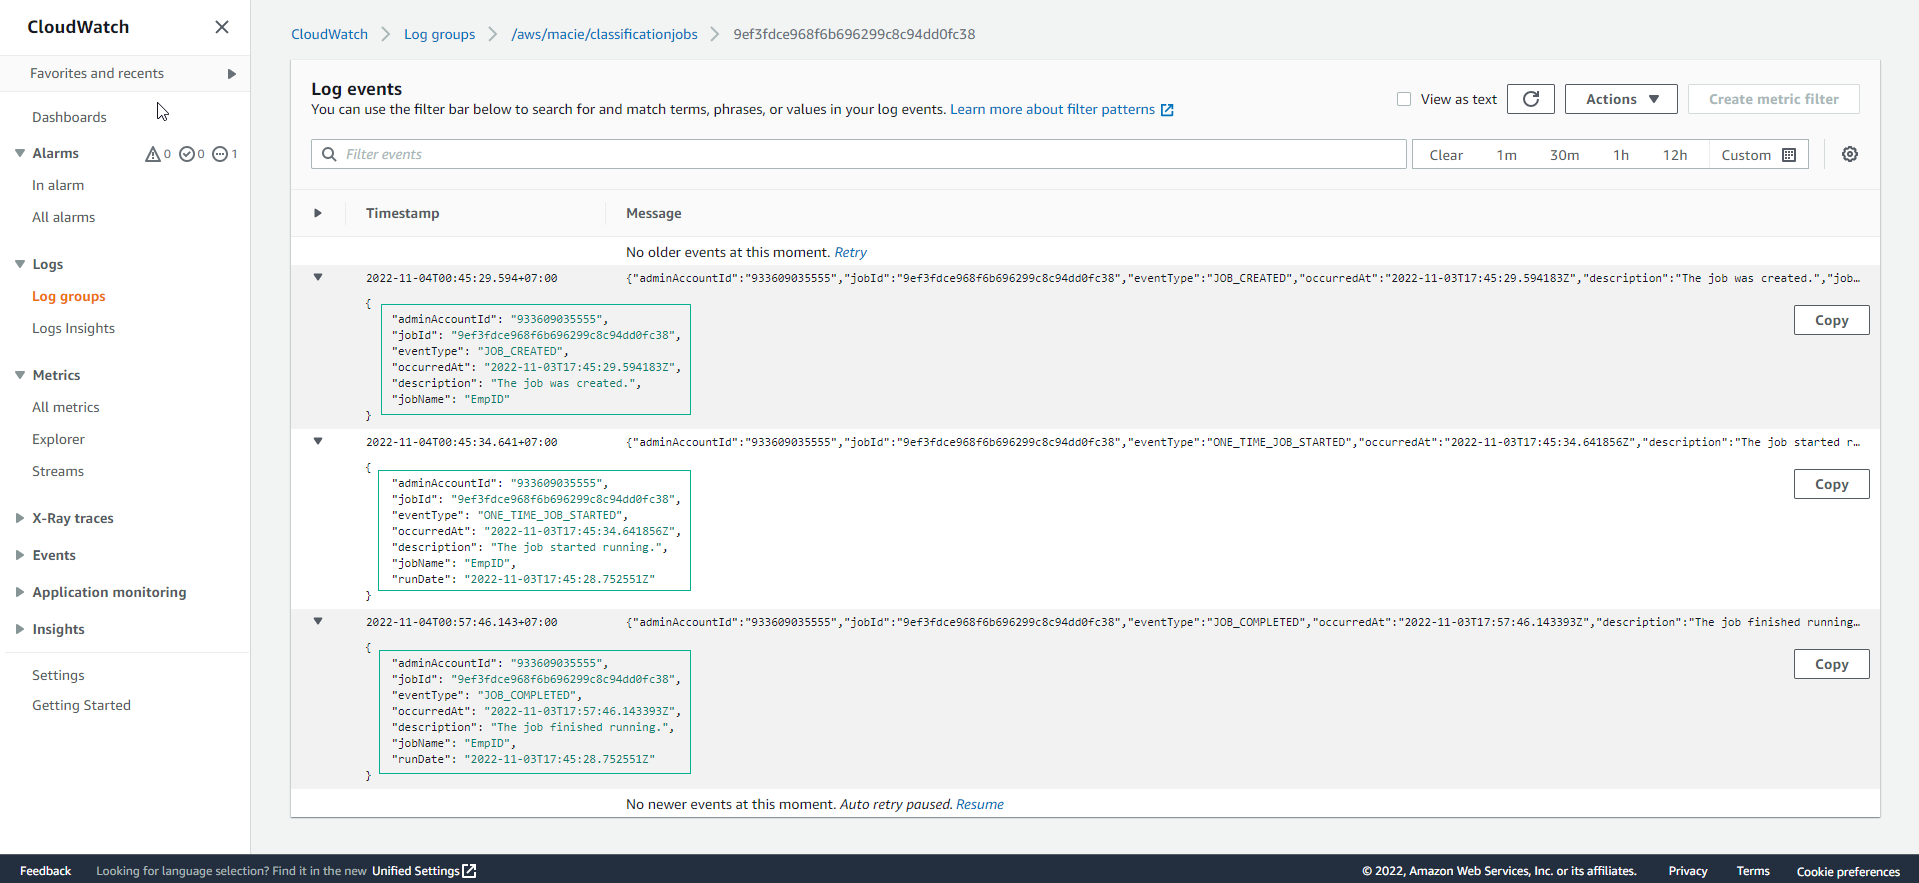 CloudWatch
Favorites and recents
Dashboards
Alarms 0 0 1
In alarm
All alarms
Logs
Log groups
Logs Insights
Metrics
All metrics
Explorer
Streams
X-Ray traces
Events
Application monitoring
Insights
Settings
Getting Started
CloudWatch Log groups /aws/macie/classificationjobs 9ef3fdce968f6b696299c8c94dd0fc38
Log events
You can use the filter bar below to search for and match terms, phrases, or values in your log events. Learn more about filter patterns
View as text Actions Create metric filter
Filter events Clear 1m 30m 1h 12h Custom
Timestamp Message
No older events at this moment. Retry
2022-11-04T00:45:29.594+07:00 {"adminAccountId":"933609035555","jobId":"9ef3fdce968f6b696299c8c94dd0fc38","eventType":"JOB_CREATED","occurredAt":"2022-11-03T17:45:29.594183Z","description":"The job was created.","job…
{
"adminAccountId": "933609035555",
"jobId": "9ef3fdce968f6b696299c8c94dd0fc38",
"eventType": "JOB_CREATED",
"occurredAt": "2022-11-03T17:45:29.594183Z",
"description": "The job was created.",
"jobName": "EmpID"
}
Copy
2022-11-04T00:45:34.641+07:00 {"adminAccountId":"933609035555","jobId":"9ef3fdce968f6b696299c8c94dd0fc38","eventType":"ONE_TIME_JOB_STARTED","occurredAt":"2022-11-03T17:45:34.641856Z","description":"The job started r…
{
"adminAccountId": "933609035555",
"jobId": "9ef3fdce968f6b696299c8c94dd0fc38",
"eventType": "ONE_TIME_JOB_STARTED",
"occurredAt": "2022-11-03T17:45:34.641856Z",
"description": "The job started running.",
"jobName": "EmpID",
"runDate": "2022-11-03T17:45:28.752551Z"
}
Copy
2022-11-04T00:57:46.143+07:00 {"adminAccountId":"933609035555","jobId":"9ef3fdce968f6b696299c8c94dd0fc38","eventType":"JOB_COMPLETED","occurredAt":"2022-11-03T17:57:46.143393Z","description":"The job finished running…
{
"adminAccountId": "933609035555",
"jobId": "9ef3fdce968f6b696299c8c94dd0fc38",
"eventType": "JOB_COMPLETED",
"occurredAt": "2022-11-03T17:57:46.143393Z",
"description": "The job finished running.",
"jobName": "EmpID",
"runDate": "2022-11-03T17:45:28.752551Z"
}
Copy
No newer events at this moment. Auto retry paused. Resume
Feedback Looking for language selection? Find it in the new Unified Settings © 2022, Amazon Web Services, Inc. or its affiliates. Privacy Terms Cookie preferences